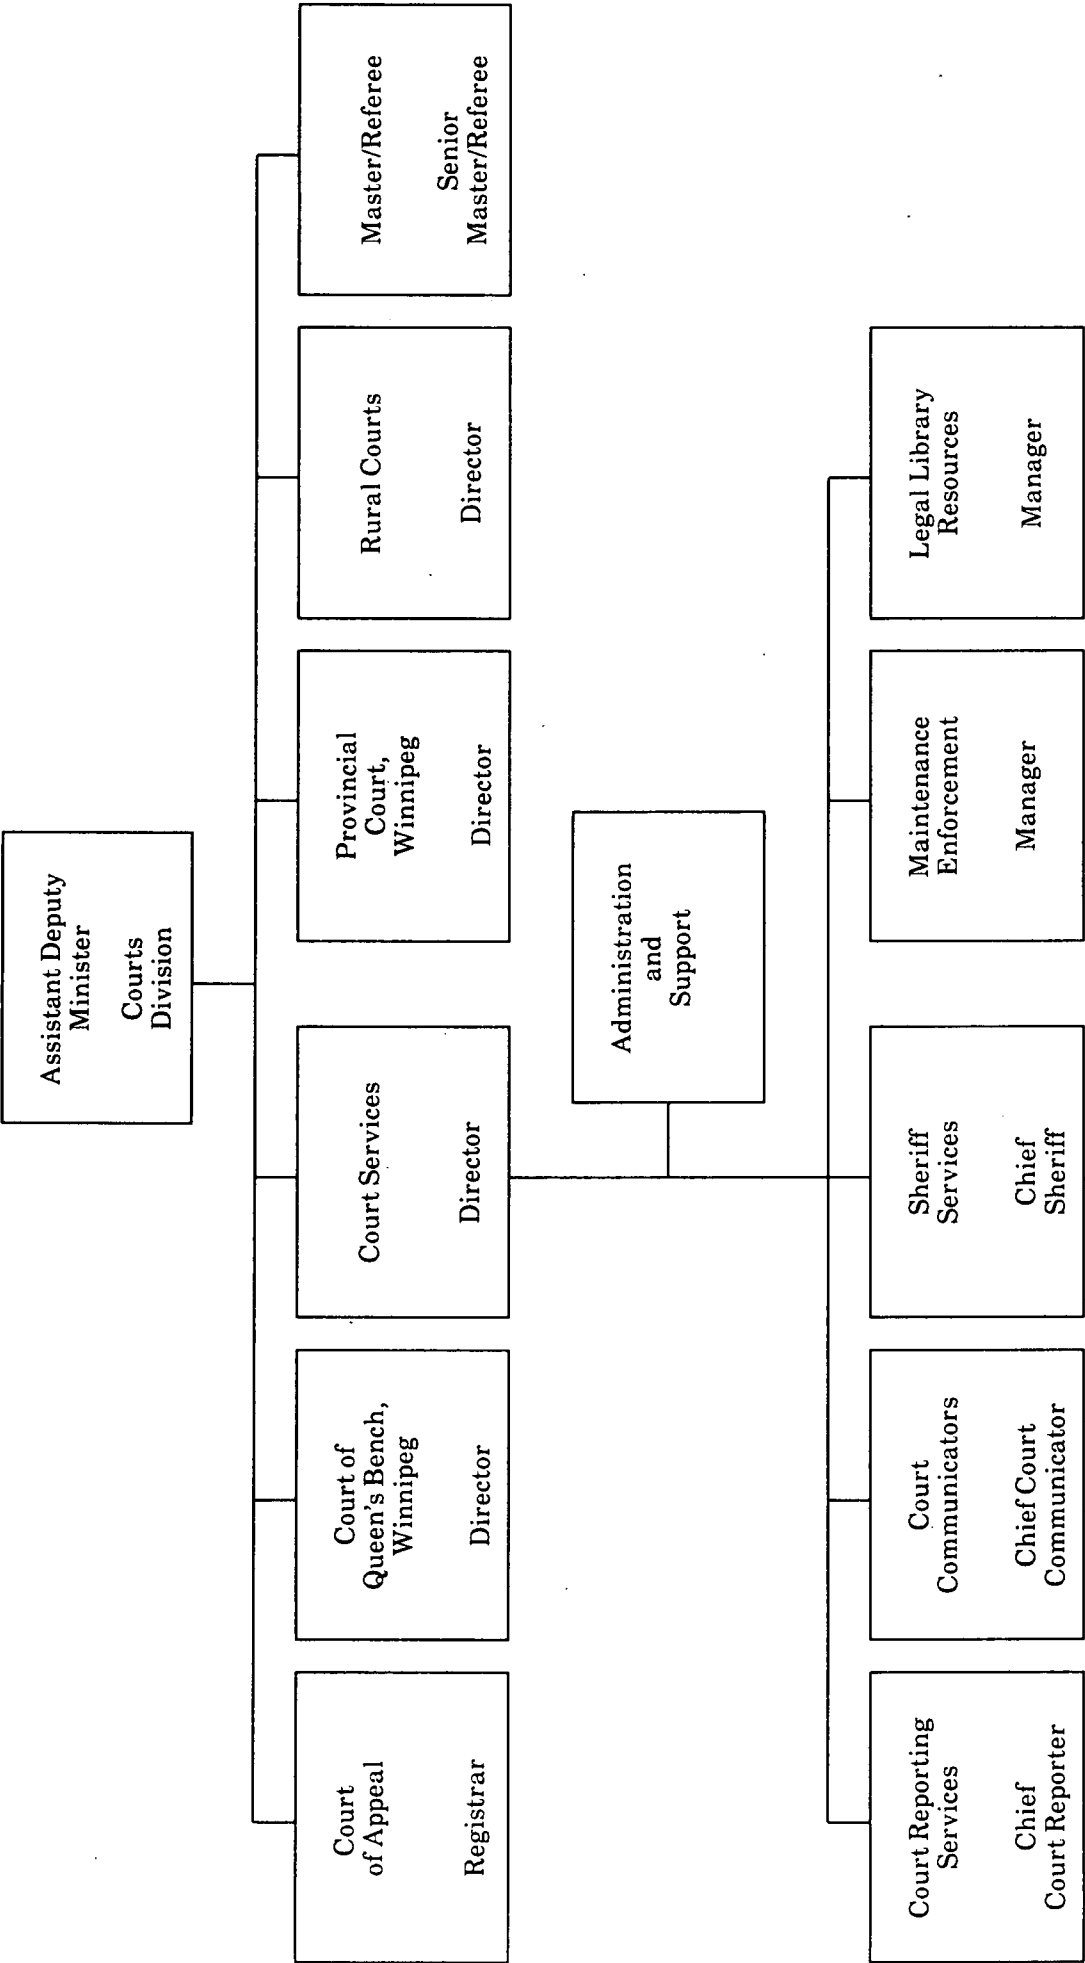 Assistant Deputy
Minister
Courts
Division
Court
of Appeal
Registrar
Court of
Queen's Bench,
Winnipeg
Director
Court Services
Director
Provincial
Court,
Winnipeg
Director
Rural Courts
Director
Master/Referee
Senior
Master/Referee
Administration
and
Support
Court Reporting
Services
Chief
Court Reporter
Court
Communicators
Chief Court
Communicator
Sheriff
Services
Chief
Sheriff
Maintenance
Enforcement
Manager
Legal Library
Resources
Manager